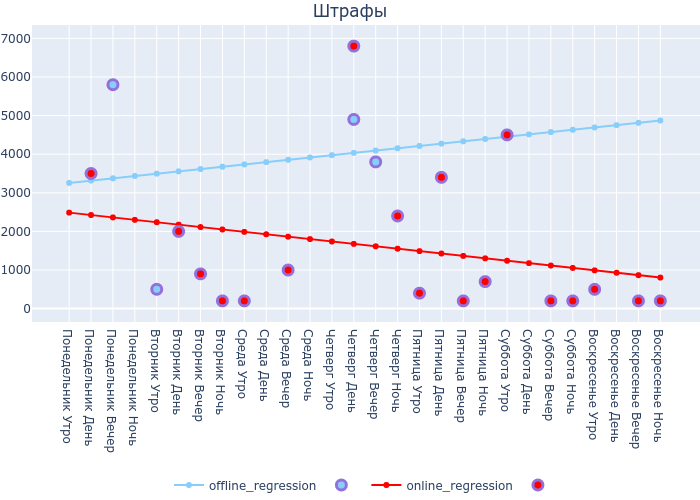 Штрафы
7000
6000
5000
4000
3000
2000
1000
0
Понедельник Утро
Понедельник День
Понедельник Вечер
Понедельник Ночь
Вторник Утро
Вторник День
Вторник Вечер
Вторник Ночь
Среда Утро
Среда День
Среда Вечер
Среда Ночь
Четверг Утро
Четверг День
Четверг Вечер
Четверг Ночь
Пятница Утро
Пятница День
Пятница Вечер
Пятница Ночь
Суббота Утро
Суббота День
Суббота Вечер
Суббота Ночь
Воскресенье Утро
Воскресенье День
Воскресенье Вечер
Воскресенье Ночь
offline_regression
online_regression